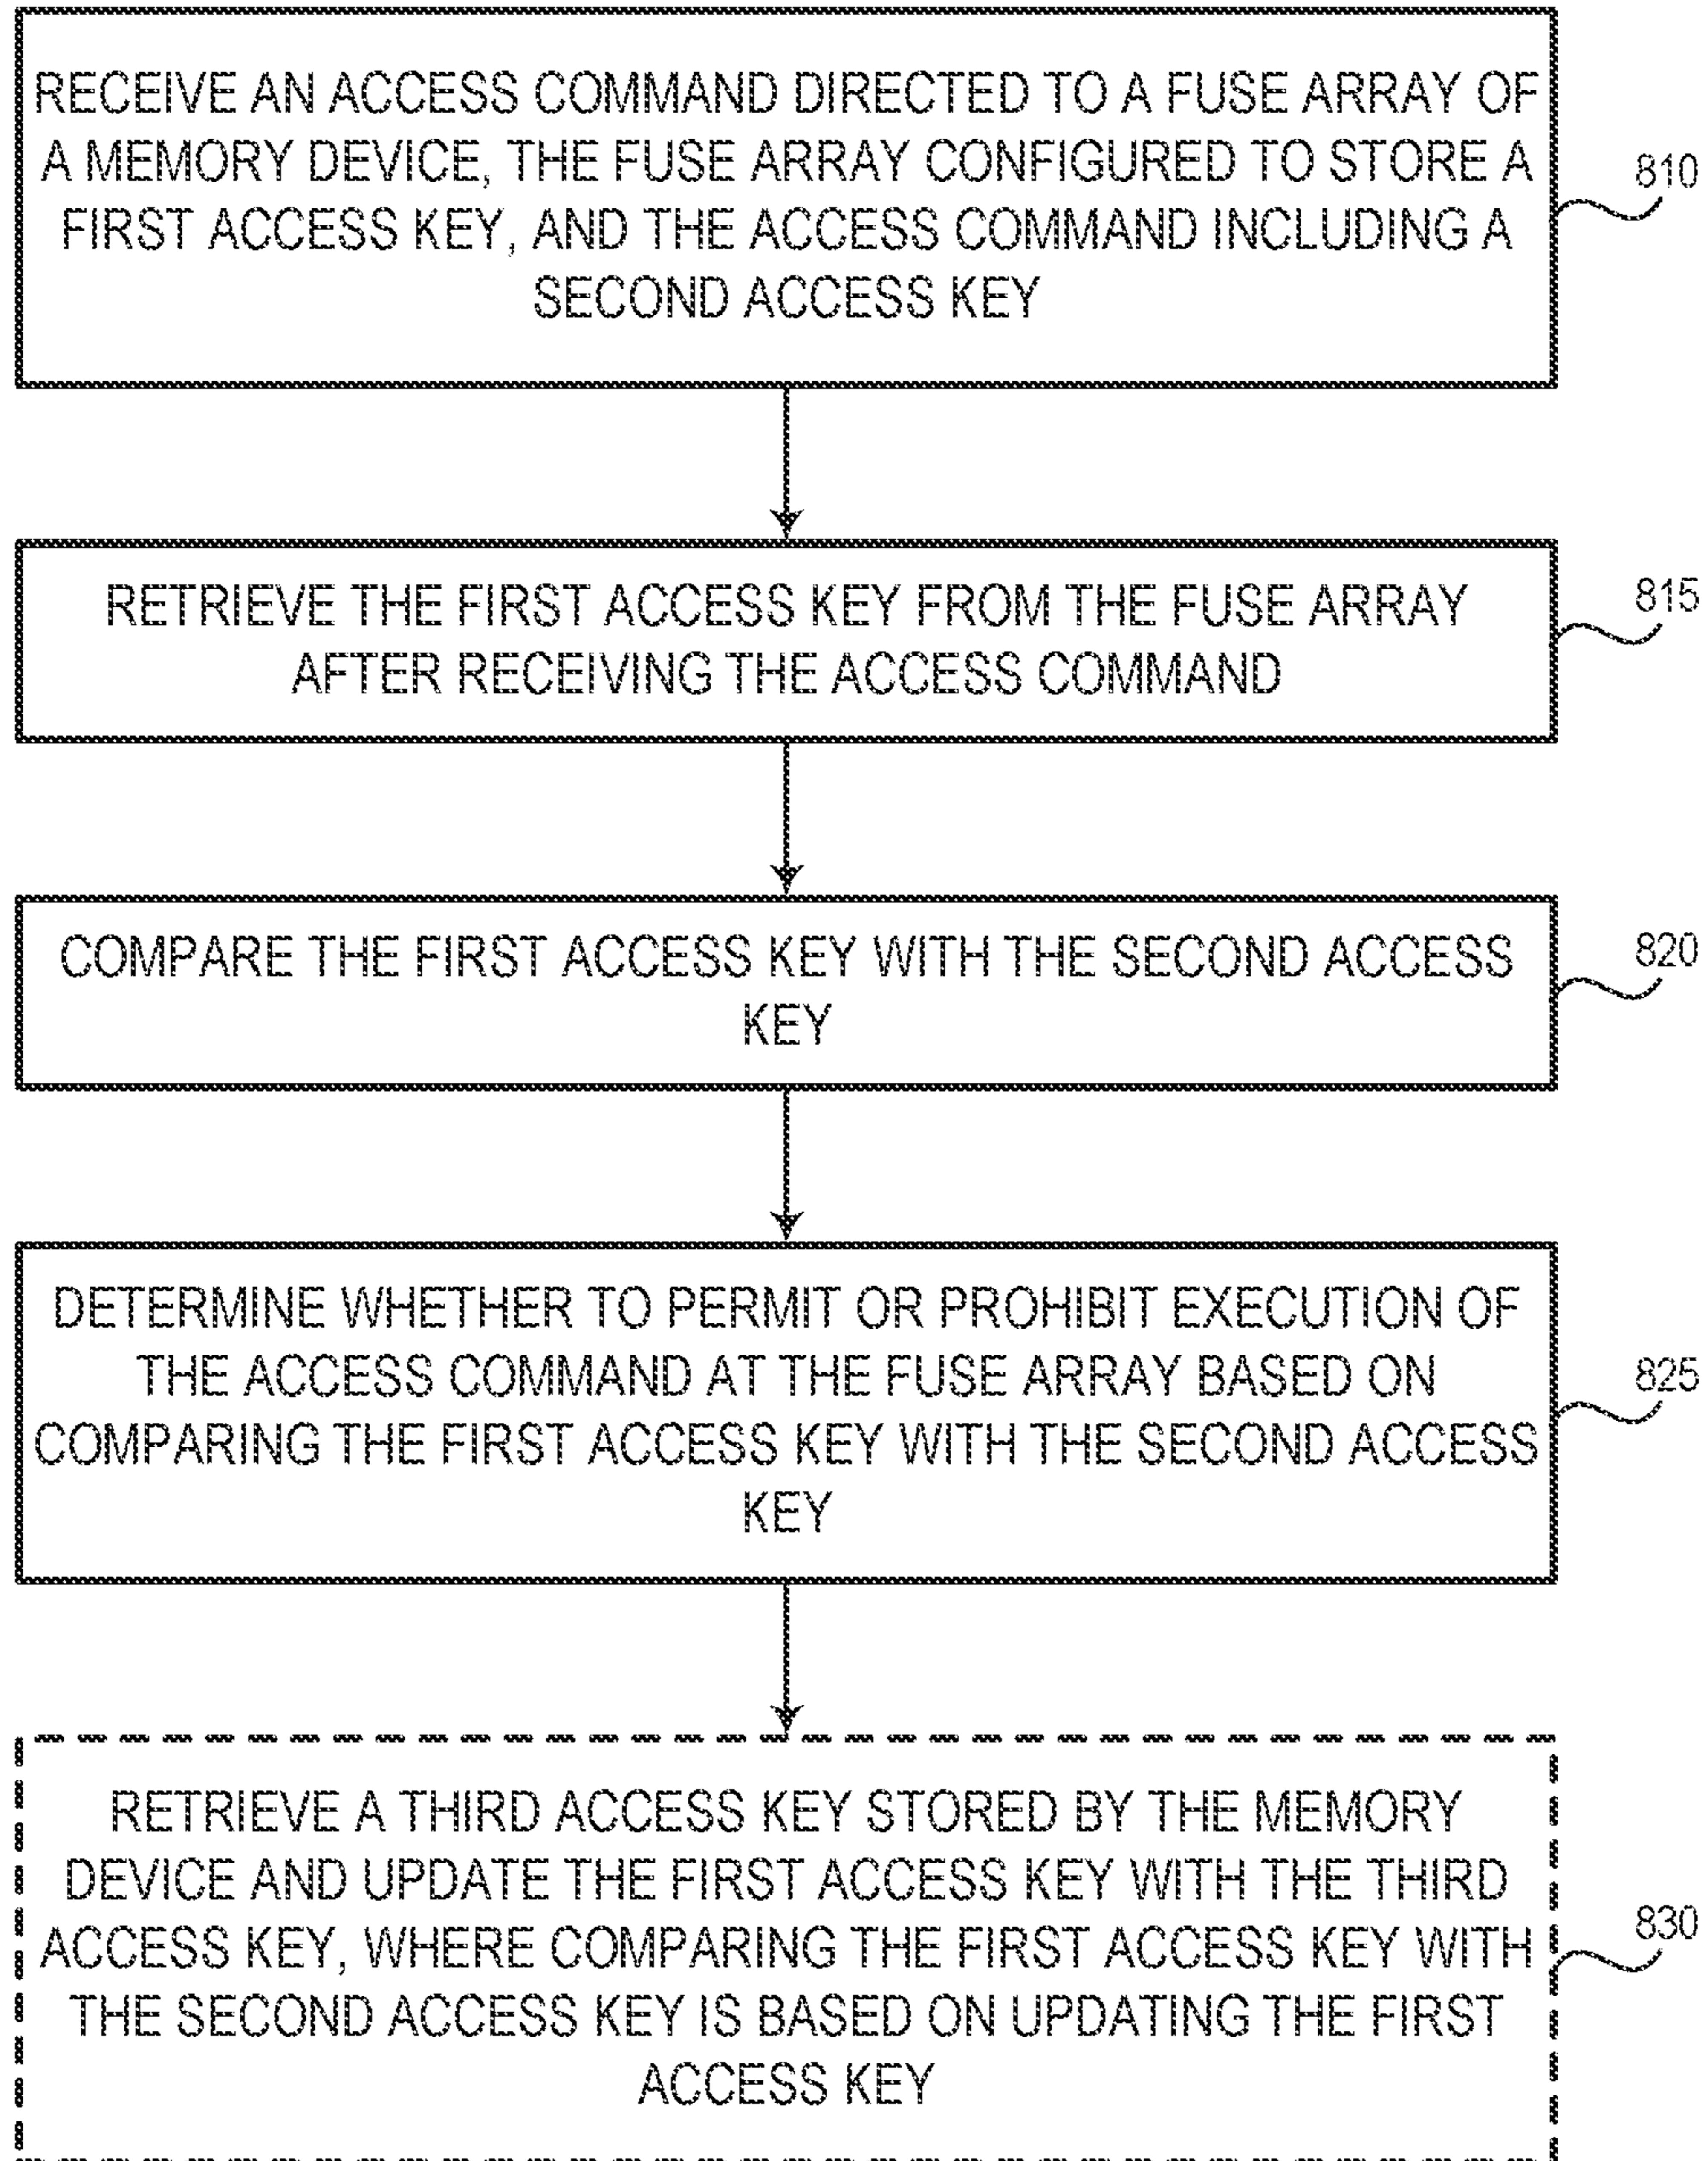 RECEIVE AN ACCESS COMMAND DIRECTED TO A FUSE ARRAY OF
A MEMORY DEVICE, THE FUSE ARRAY CONFIGURED TO STORE A
FIRST ACCESS KEY, AND THE ACCESS COMMAND INCLUDING A
SECOND ACCESS KEY
810
RETRIEVE THE FIRST ACCESS KEY FROM THE FUSE ARRAY
AFTER RECEIVING THE ACCESS COMMAND
815
COMPARE THE FIRST ACCESS KEY WITH THE SECOND ACCESS
KEY
820
DETERMINE WHETHER TO PERMIT OR PROHIBIT EXECUTION OF
THE ACCESS COMMAND AT THE FUSE ARRAY BASED ON
COMPARING THE FIRST ACCESS KEY WITH THE SECOND ACCESS
KEY
825
RETRIEVE A THIRD ACCESS KEY STORED BY THE MEMORY
DEVICE AND UPDATE THE FIRST ACCESS KEY WITH THE THIRD
ACCESS KEY, WHERE COMPARING THE FIRST ACCESS KEY WITH
THE SECOND ACCESS KEY IS BASED ON UPDATING THE FIRST
ACCESS KEY
830